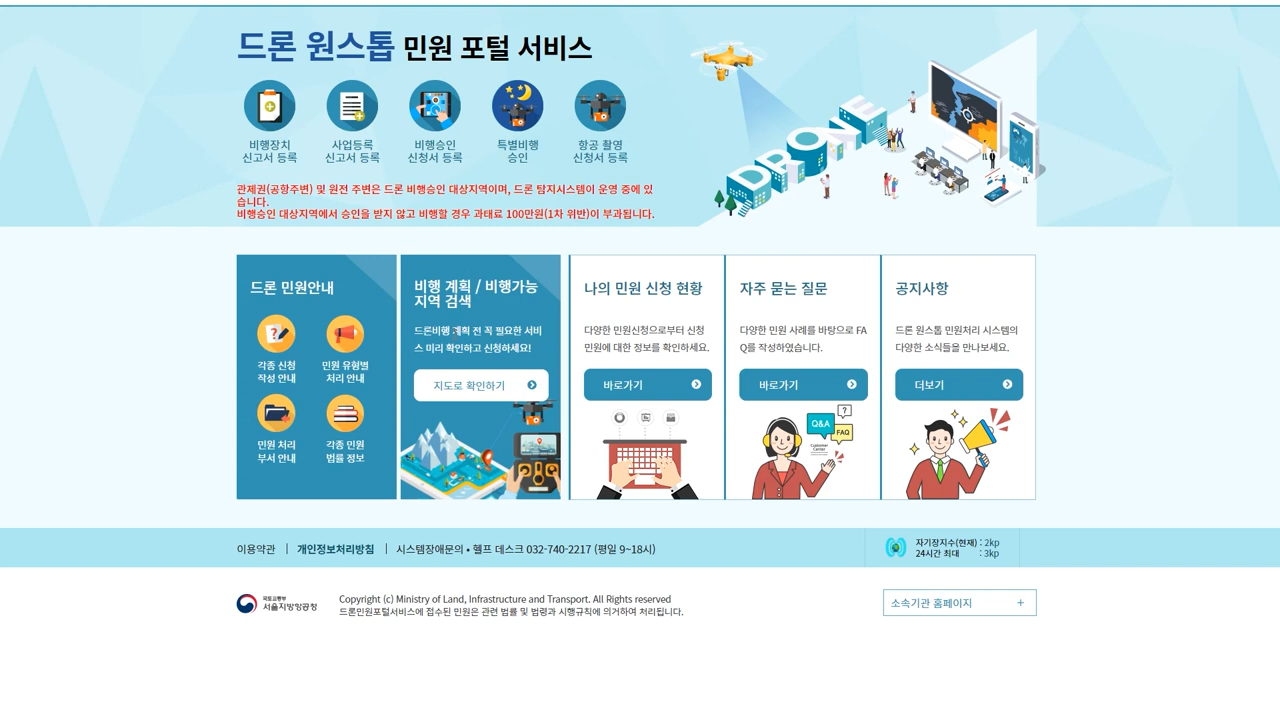 드론 원스톱 민원 포털 서비스
비행장치
신고서 등록
사업등록
신고서 등록
비행승인
신청서 등록
특별비행
승인
항공 촬영
신청서 등록
관제권(공항주변) 및 원전 주변은 드론 비행승인 대상지역이며, 드론 탐지시스템이 운영 중에 있
습니다.
비행승인 대상지역에서 승인을 받지 않고 비행할 경우 과태료 100만원(1차 위반)이 부과됩니다.
DRONE
드론 민원안내
각종 신청
작성 안내
민원 유형별
처리 안내
민원 처리
부서 안내
각종 민원
법률 정보
비행 계획 / 비행가능
지역 검색
드론비행 계획 전 꼭 필요한 서비
스 미리 확인하고 신청하세요!
지도로 확인하기
나의 민원 신청 현황
다양한 민원신청으로부터 신청
민원에 대한 정보를 확인하세요.
바로가기
자주 묻는 질문
다양한 민원 사례를 바탕으로 FA
Q를 작성하였습니다.
바로가기
?
Q&A
FAQ
Customer
Center
공지사항
드론 원스톱 민원처리 시스템의
다양한 소식들을 만나보세요.
더보기
이용약관 | 개인정보처리방침 | 시스템장애문의 • 헬프 데스크 032-740-2217 (평일 9~18시)
자기장지수(현재) : 2kp
24시간 최대 : 3kp
국토교통부
서울지방항공청
Copyright (c) Ministry of Land, Infrastructure and Transport. All Rights reserved
드론민원포털서비스에 접수된 민원은 관련 법률 및 법령과 시행규칙에 의거하여 처리됩니다.
소속기관 홈페이지 +